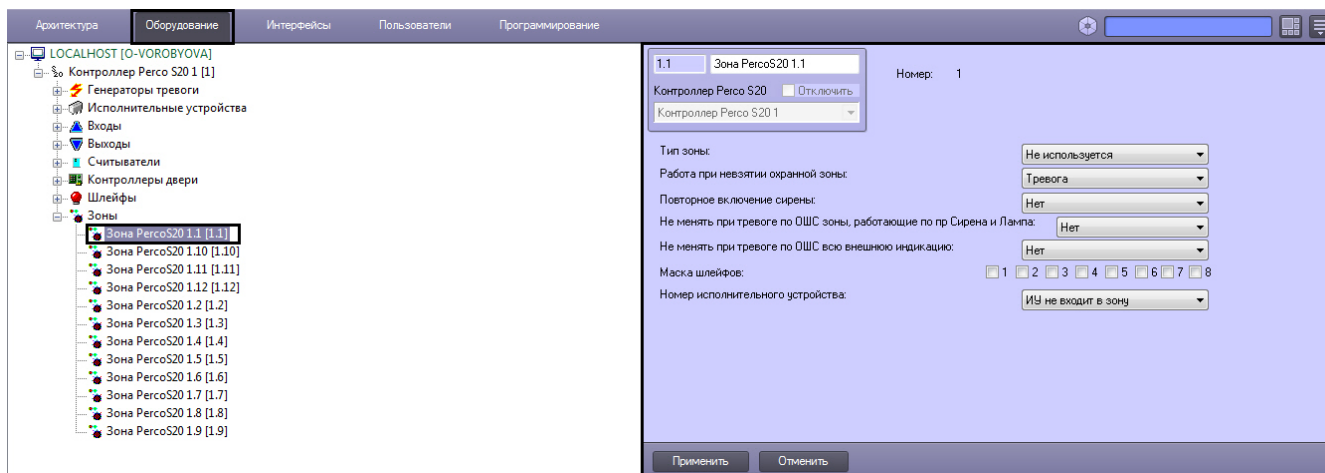 Архитектура Оборудование Интерфейсы Пользователи Программирование
LOCALHOST [O-VOROBYOVA]
Контроллер Perco S20 1 [1]
Генераторы тревоги
Исполнительные устройства
Входы
Выходы
Считыватели
Контроллеры двери
Шлейфы
Зоны
Зона PercoS20 1.1 [1.1]
Зона PercoS20 1.10 [1.10]
Зона PercoS20 1.11 [1.11]
Зона PercoS20 1.12 [1.12]
Зона PercoS20 1.2 [1.2]
Зона PercoS20 1.3 [1.3]
Зона PercoS20 1.4 [1.4]
Зона PercoS20 1.5 [1.5]
Зона PercoS20 1.6 [1.6]
Зона PercoS20 1.7 [1.7]
Зона PercoS20 1.8 [1.8]
Зона PercoS20 1.9 [1.9]
1.1 Зона PercoS20 1.1
Номер: 1
Контроллер Perco S20 Отключить
Контроллер Perco S20 1
Тип зоны: Не используется
Работа при невзятии охранной зоны: Тревога
Повторное включение сирены: Нет
Не менять при тревоге по ОШС зоны, работающие по пр Сирена и Лампа: Нет
Не менять при тревоге по ОШС всю внешнюю индикацию: Нет
Маска шлейфов: 1 2 3 4 5 6 7 8
Номер исполнительного устройства: ИУ не входит в зону
Применить Отменить